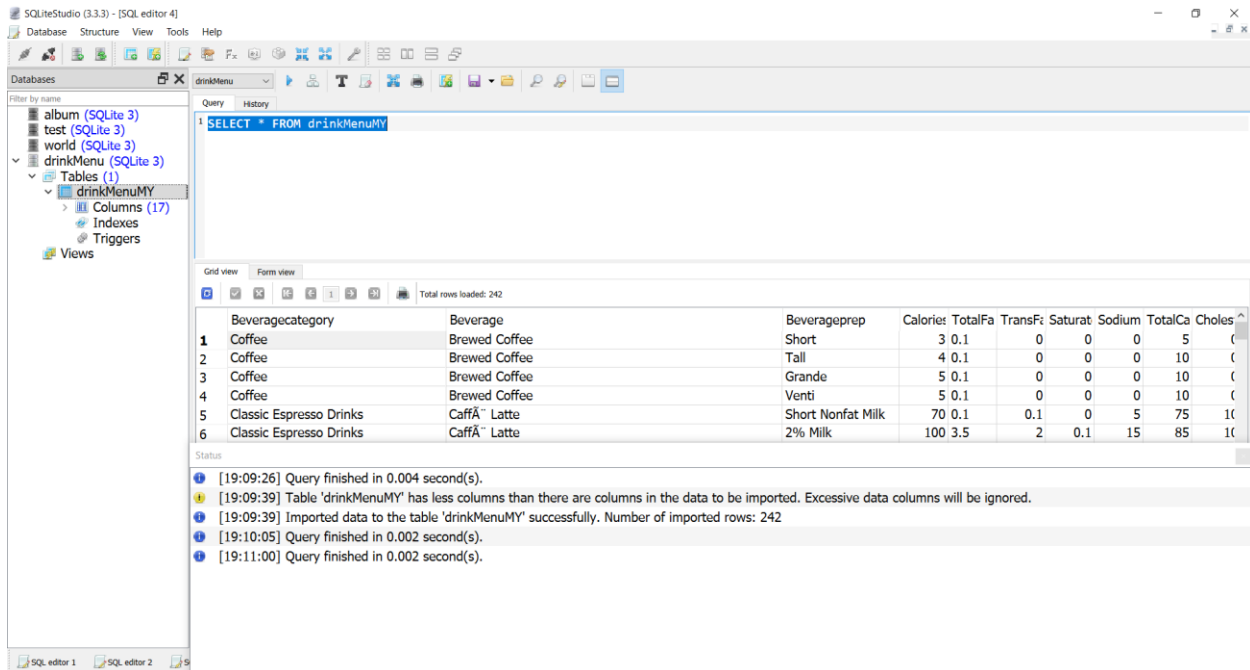 SQLiteStudio (3.3.3) - [SQL editor 4]
Database Structure View Tools Help
Databases
drinkMenu
Filter by name
album (SQLite 3)
test (SQLite 3)
world (SQLite 3)
drinkMenu (SQLite 3)
Tables (1)
drinkMenuMY
Columns (17)
Indexes
Triggers
Views
Query History
1 SELECT * FROM drinkMenuMY
Grid view Form view
1 Total rows loaded: 242
Beveragecategory Beverage Beverageprep Calories TotalFa TransFa Saturat Sodium TotalCa Choles
1 Coffee Brewed Coffee Short 3 0.1 0 0 0 5 0
2 Coffee Brewed Coffee Tall 4 0.1 0 0 0 10 0
3 Coffee Brewed Coffee Grande 5 0.1 0 0 0 10 0
4 Coffee Brewed Coffee Venti 5 0.1 0 0 0 10 0
5 Classic Espresso Drinks CaffÃ¨ Latte Short Nonfat Milk 70 0.1 0.1 0 5 75 10
6 Classic Espresso Drinks CaffÃ¨ Latte 2% Milk 100 3.5 2 0.1 15 85 10
Status
[19:09:26] Query finished in 0.004 second(s).
[19:09:39] Table 'drinkMenuMY' has less columns than there are columns in the data to be imported. Excessive data columns will be ignored.
[19:09:39] Imported data to the table 'drinkMenuMY' successfully. Number of imported rows: 242
[19:10:05] Query finished in 0.002 second(s).
[19:11:00] Query finished in 0.002 second(s).
SQL editor 1 SQL editor 2 S